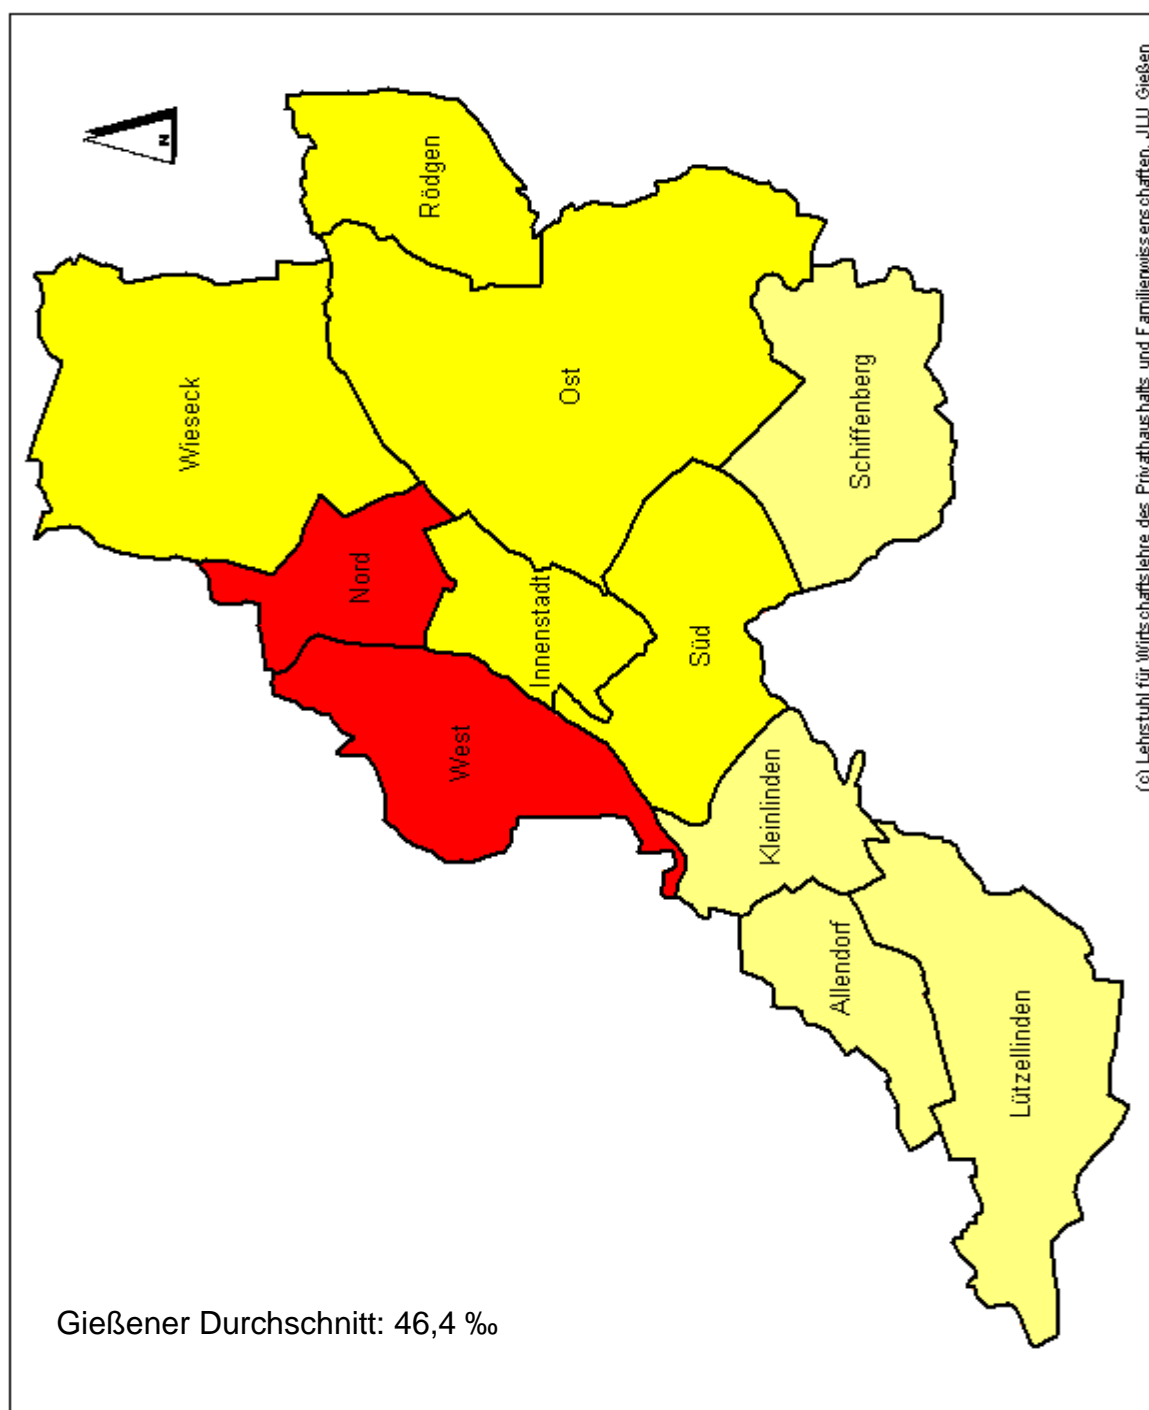 N
Rödgen
Wieseck
Ost
Schiffenberg
Nord
Innenstadt
Süd
West
Kleinlinden
Allendorf
Lützellinden
Gießener Durchschnitt: 46,4 ‰
(c) Lehrstuhl für Wirtschaftslehre des Privathaushalts und Familienwissenschaften, JLU Gießen